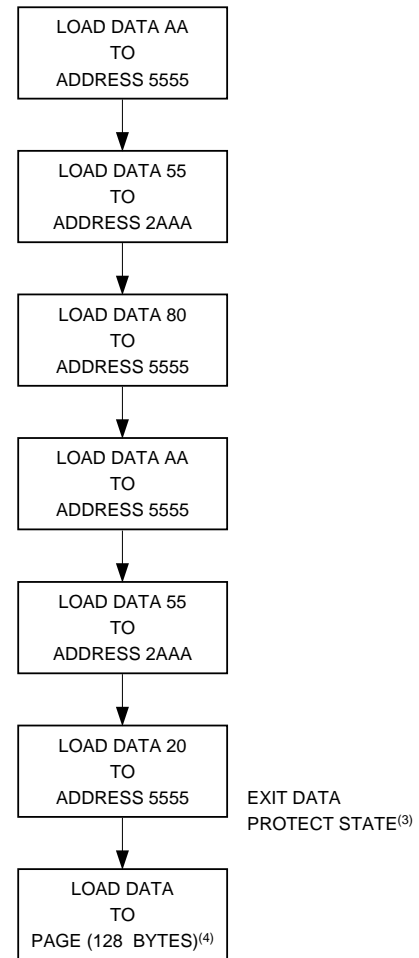 LOAD DATA AA
TO
ADDRESS 5555
LOAD DATA 55
TO
ADDRESS 2AAA
LOAD DATA 80
TO
ADDRESS 5555
LOAD DATA AA
TO
ADDRESS 5555
LOAD DATA 55
TO
ADDRESS 2AAA
LOAD DATA 20
TO
ADDRESS 5555
EXIT DATA
PROTECT STATE(3)
LOAD DATA
TO
PAGE (128 BYTES)(4)